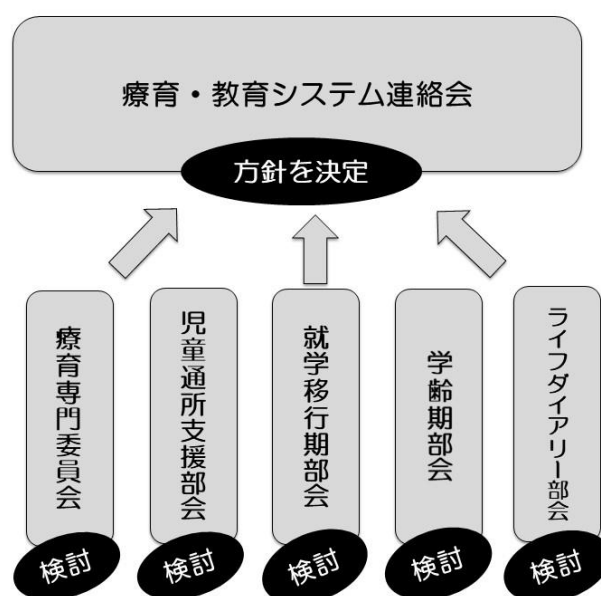 療育・教育システム連絡会
方針を決定
療育専門委員会
児童通所支援部会
就学移行期部会
学齢期部会
ライフダイアリー部会
検討
検討
検討
検討
検討